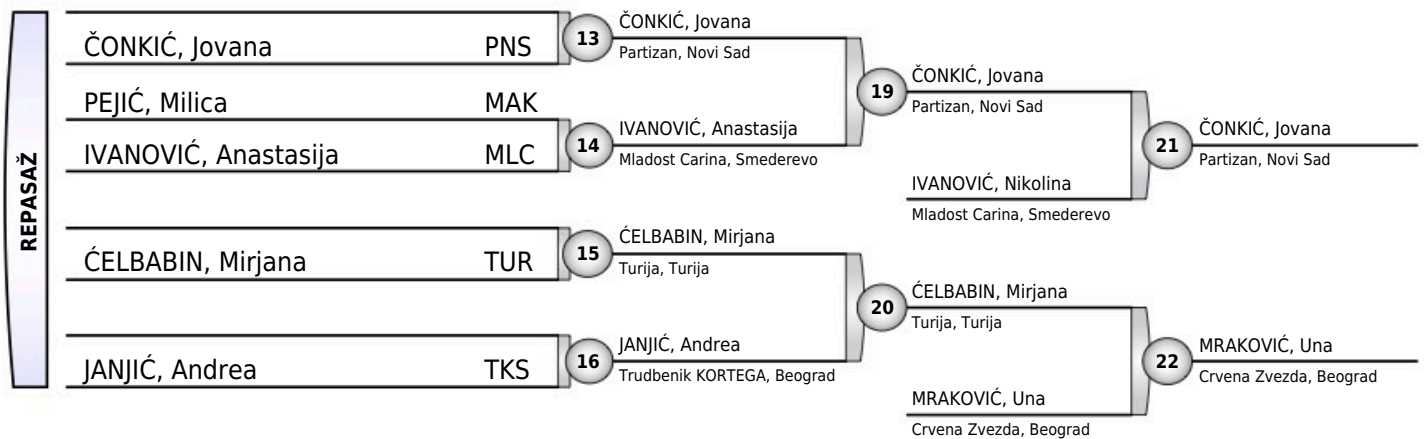 REPASAŽ
ČONKIĆ, Jovana PNS
PEJIĆ, Milica MAK
IVANOVIĆ, Anastasija MLC
ĆELBABIN, Mirjana TUR
JANJIĆ, Andrea TKS
13
ČONKIĆ, Jovana
Partizan, Novi Sad
14
IVANOVIĆ, Anastasija
Mladost Carina, Smederevo
15
ĆELBABIN, Mirjana
Turija, Turija
16
JANJIĆ, Andrea
Trudbenik KORTEGA, Beograd
19
ČONKIĆ, Jovana
Partizan, Novi Sad
IVANOVIĆ, Nikolina
Mladost Carina, Smederevo
20
ĆELBABIN, Mirjana
Turija, Turija
MRAKOVIĆ, Una
Crvena Zvezda, Beograd
21
ČONKIĆ, Jovana
Partizan, Novi Sad
22
MRAKOVIĆ, Una
Crvena Zvezda, Beograd